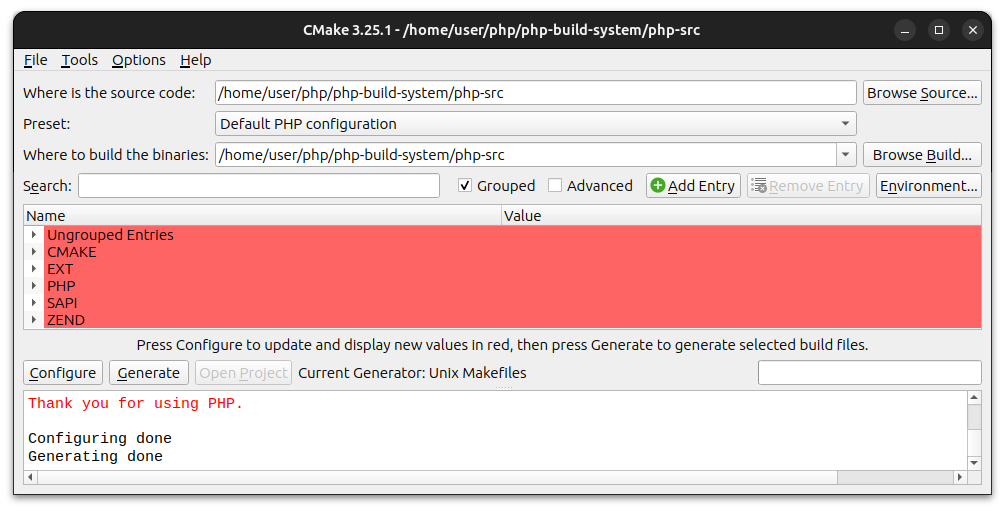 CMake 3.25.1 - /home/user/php/php-build-system/php-src
File Tools Options Help
Where is the source code: /home/user/php/php-build-system/php-src Browse Source...
Preset: Default PHP configuration
Where to build the binaries: /home/user/php/php-build-system/php-src Browse Build...
Search: Grouped Advanced Add Entry Remove Entry Environment...
Name Value
Ungrouped Entries
CMAKE
EXT
PHP
SAPI
ZEND
Press Configure to update and display new values in red, then press Generate to generate selected build files.
Configure Generate Open Project Current Generator: Unix Makefiles
Thank you for using PHP.
Configuring done
Generating done